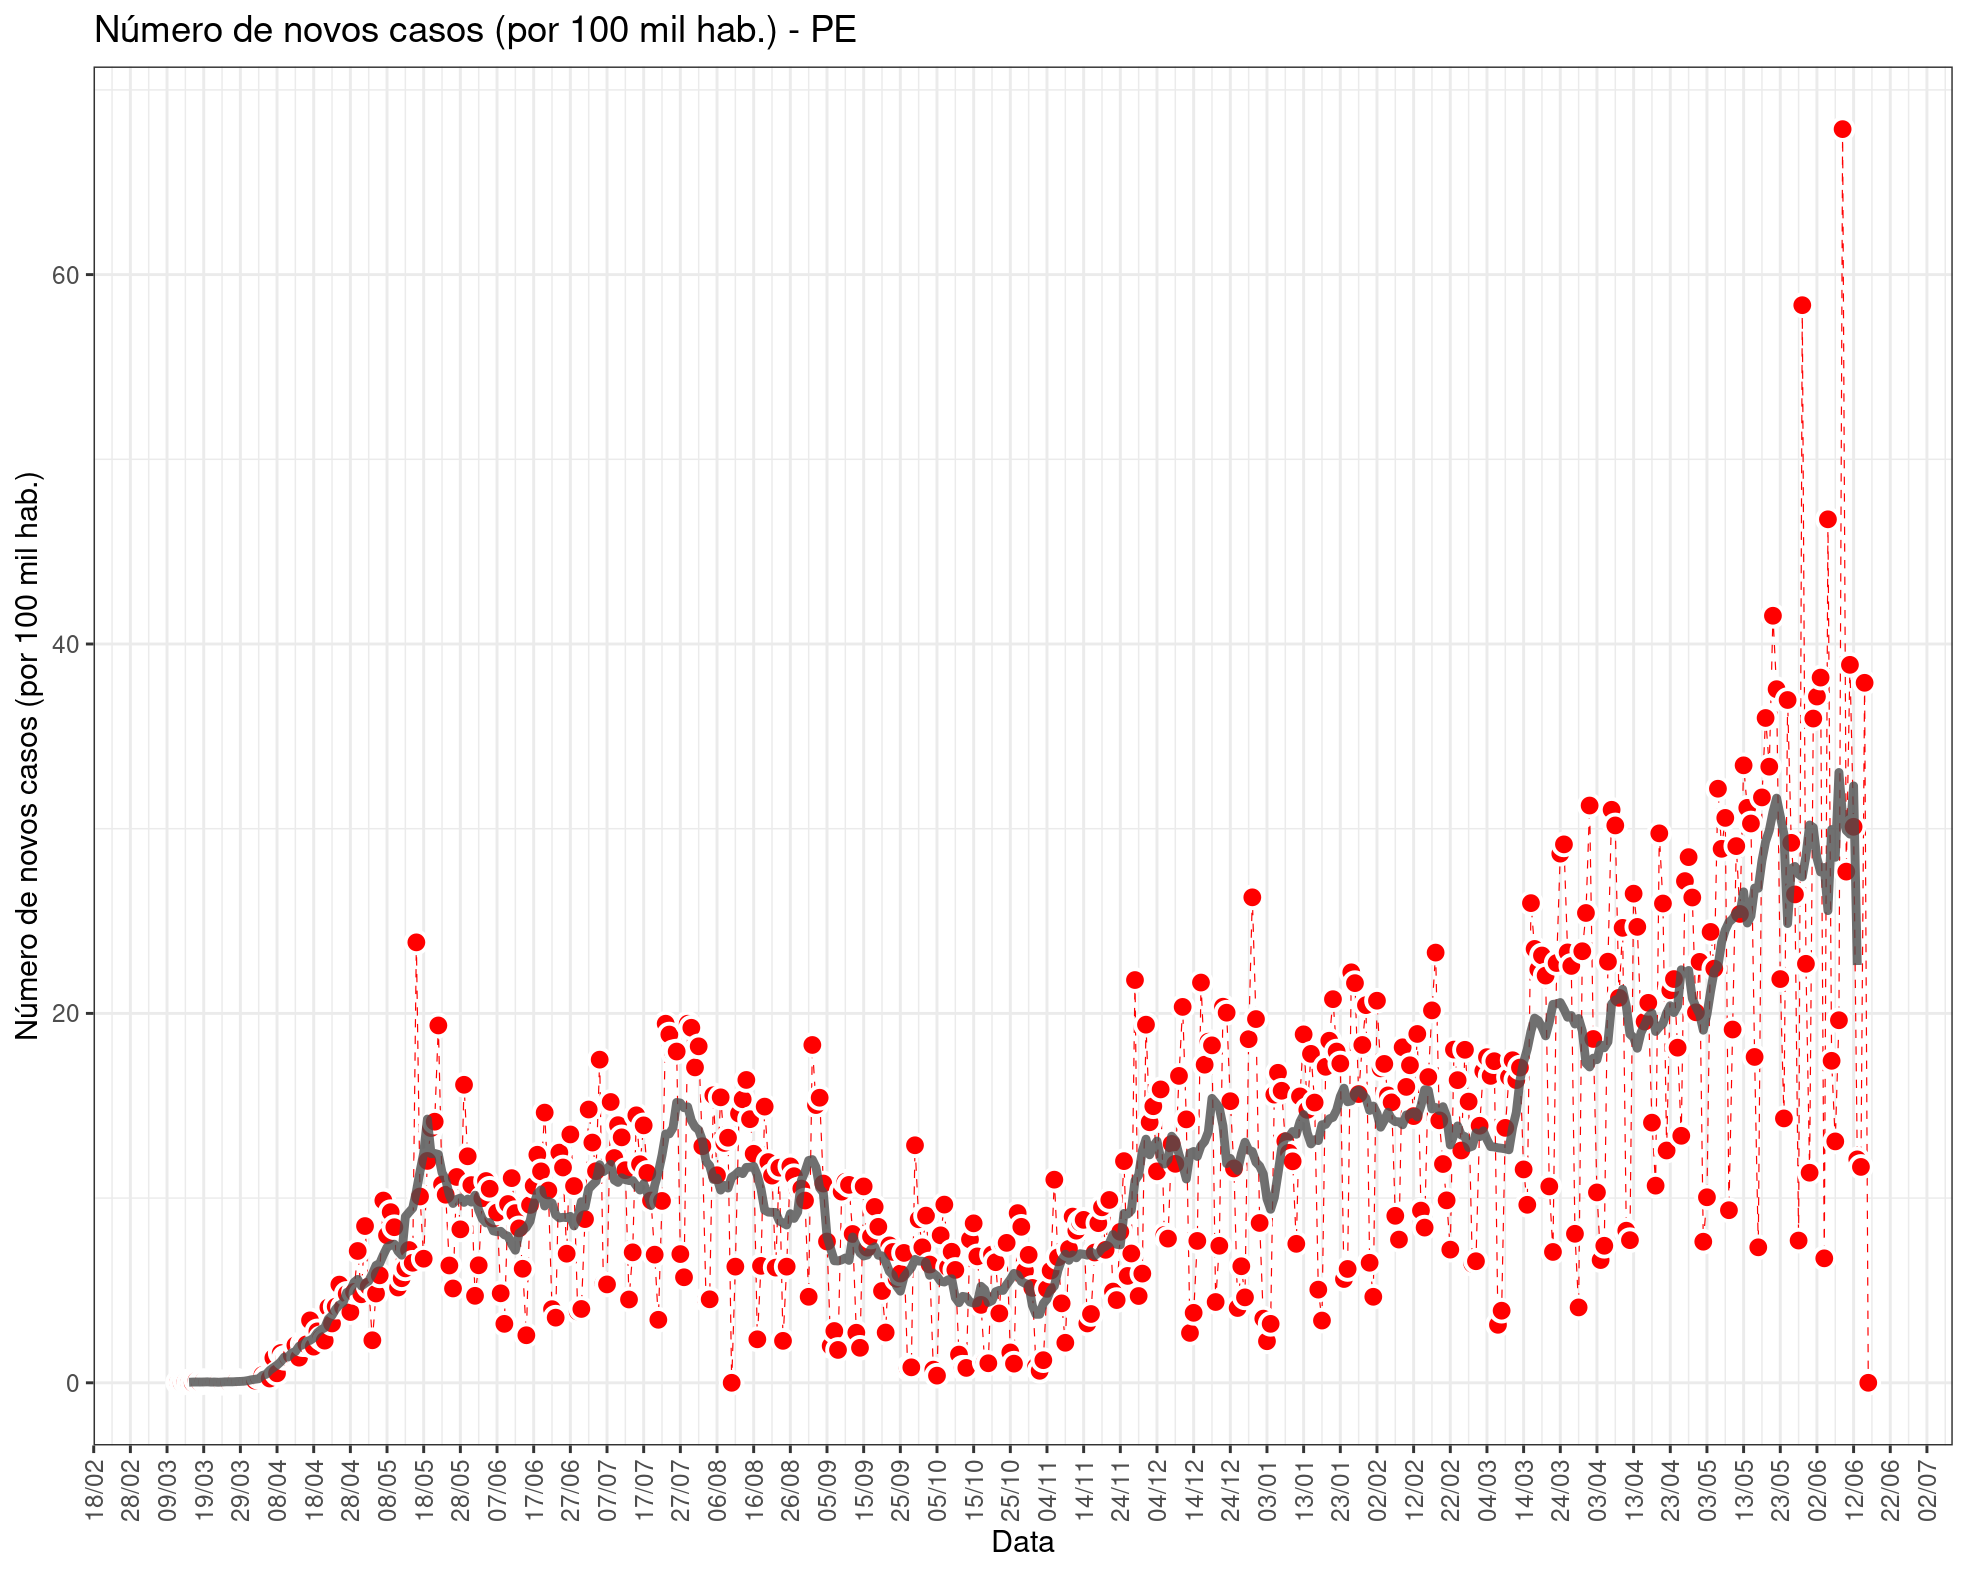 Número de novos casos (por 100 mil hab.) - PE
Número de novos casos (por 100 mil hab.)
60
40
20
0
18/02 28/02 09/03 19/03 29/03 08/04 18/04 28/04 08/05 18/05 28/05 07/06 17/06 27/06 07/07 17/07 27/07 06/08 16/08 26/08 05/09 15/09 25/09 05/10 15/10 25/10 04/11 14/11 24/11 04/12 14/12 24/12 03/01 13/01 23/01 02/02 12/02 22/02 04/03 14/03 24/03 03/04 13/04 23/04 03/05 13/05 23/05 02/06 12/06 22/06 02/07
Data